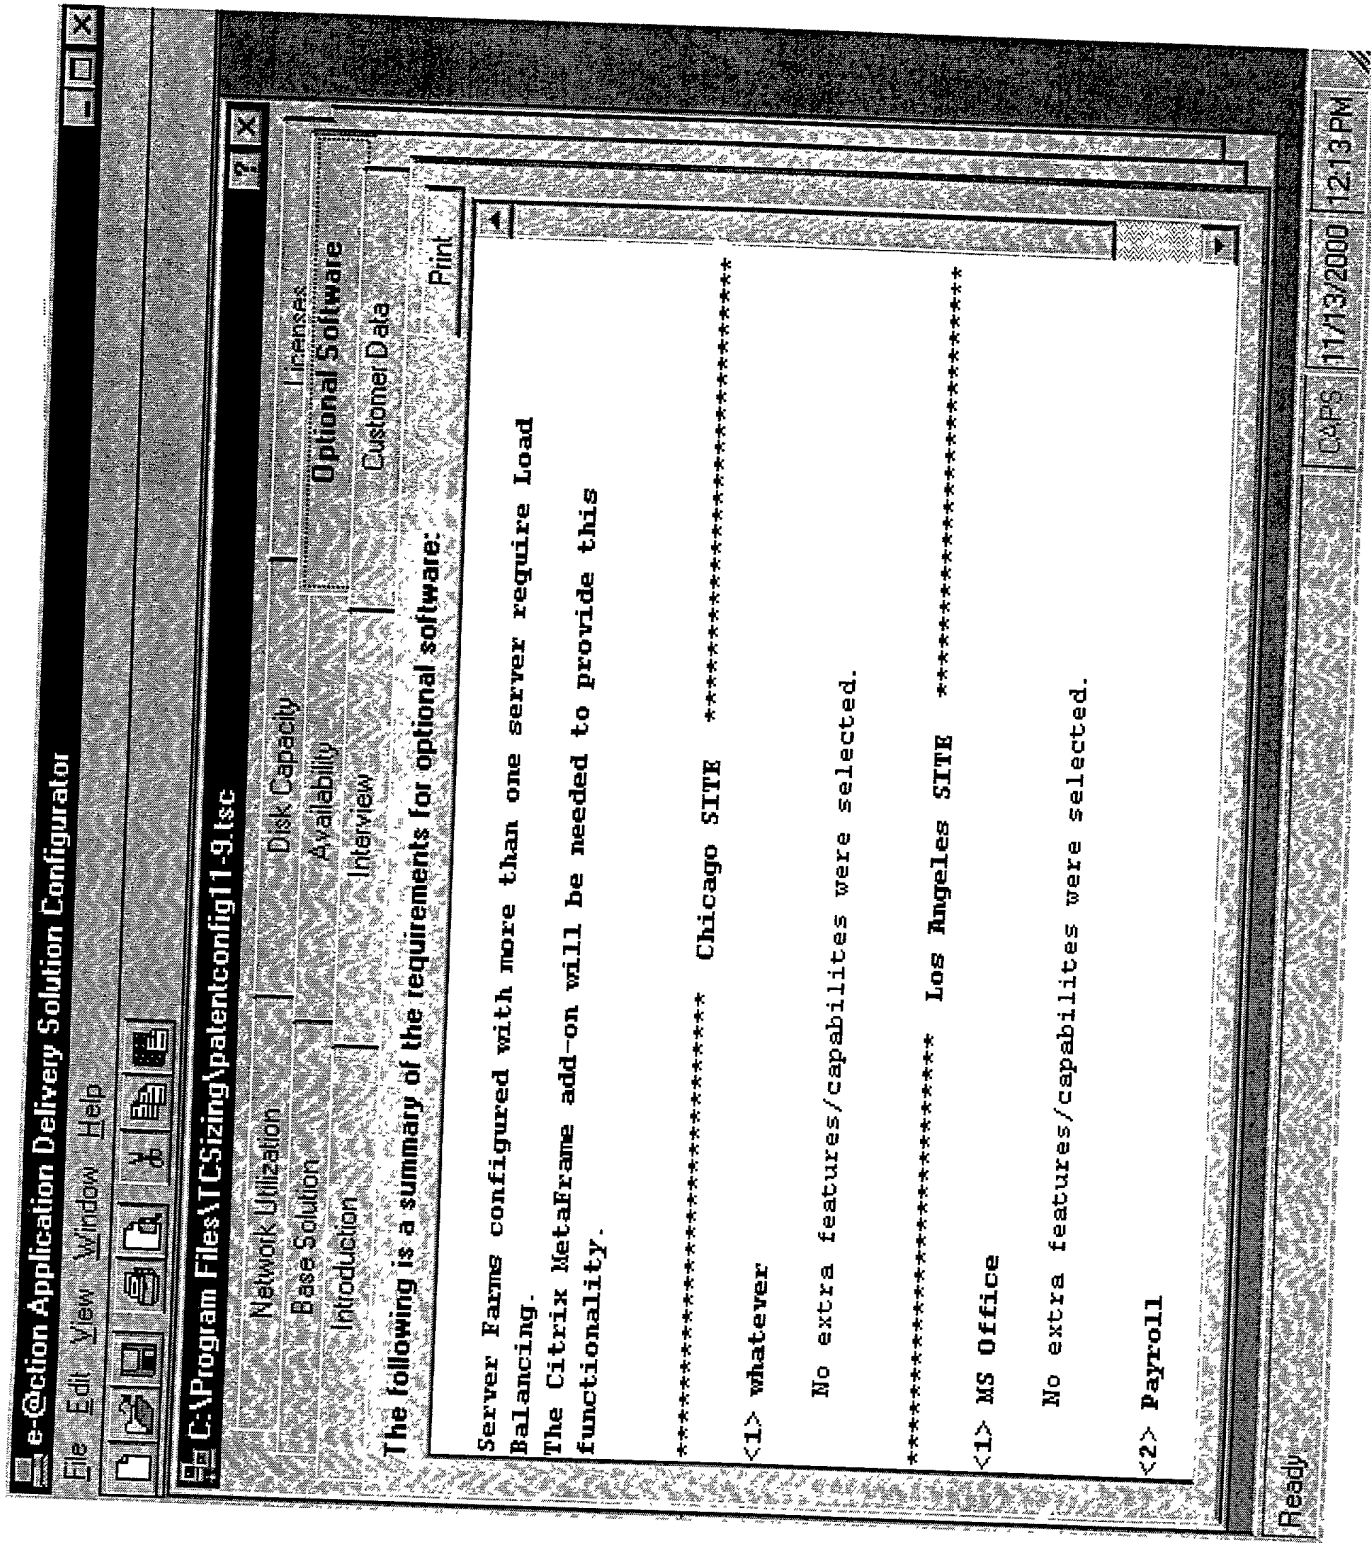 e-@ction Application Delivery Solution Configurator
File Edit View Window Help
C:\Program Files\TCSizing\patentconfig11-9.tsc
Network Utilization Disk Capacity Licenses
Base Solution Availability Optional Software
Introduction Interview Customer Data
The following is a summary of the requirements for optional software:
Print
Server Farms configured with more than one server require Load
Balancing.
The Citrix MetaFrame add-on will be needed to provide this
functionality.
******************************** Chicago SITE ********************************
<1> whatever
No extra features/capabilites were selected.
****************************** Los Angeles SITE ******************************
<1> MS Office
No extra features/capabilites were selected.
<2> Payroll
Ready CAPS 11/13/2000 12:13 PM